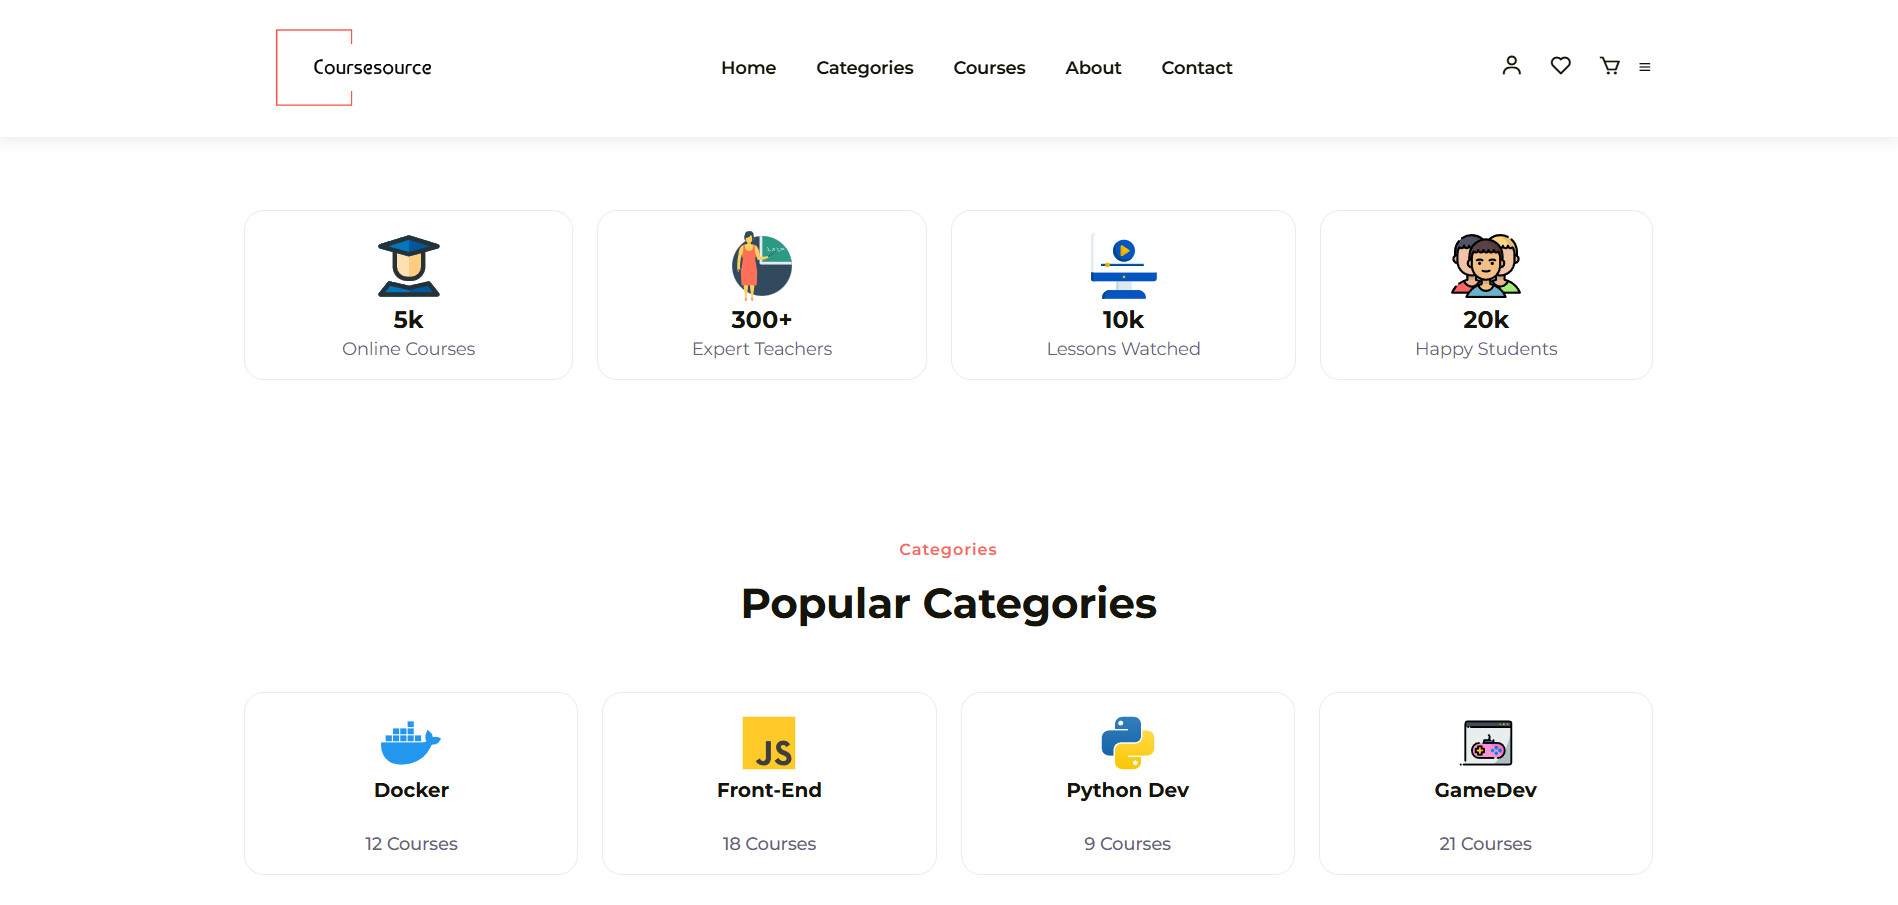 Coursesource
Home Categories Courses About Contact
5k
Online Courses
300+
Expert Teachers
10k
Lessons Watched
20k
Happy Students
Categories
Popular Categories
JS
Docker
12 Courses
Front-End
18 Courses
Python Dev
9 Courses
GameDev
21 Courses